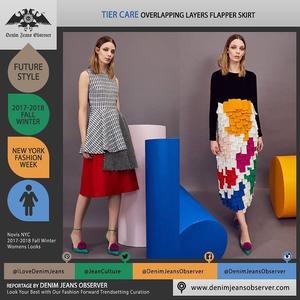 TIER CARE OVERLAPPING LAYERS FLAPPER SKIRT
Denim Jeans Observer
FUTURE
STYLE
2017-2018
FALL
WINTER
NEW YORK
FASHION
WEEK
Novis NYC
2017-2018 Fall Winter
Womens Looks
@iLoveDenimJeans
@JeanCulture
@DenimJeansObserver
@DenimJeansObserver
REPORTAGE BY DENIM JEANS OBSERVER
Look Your Best with Our Fashion Forward Trendsetting Curation
www.denimjeansobserver.com